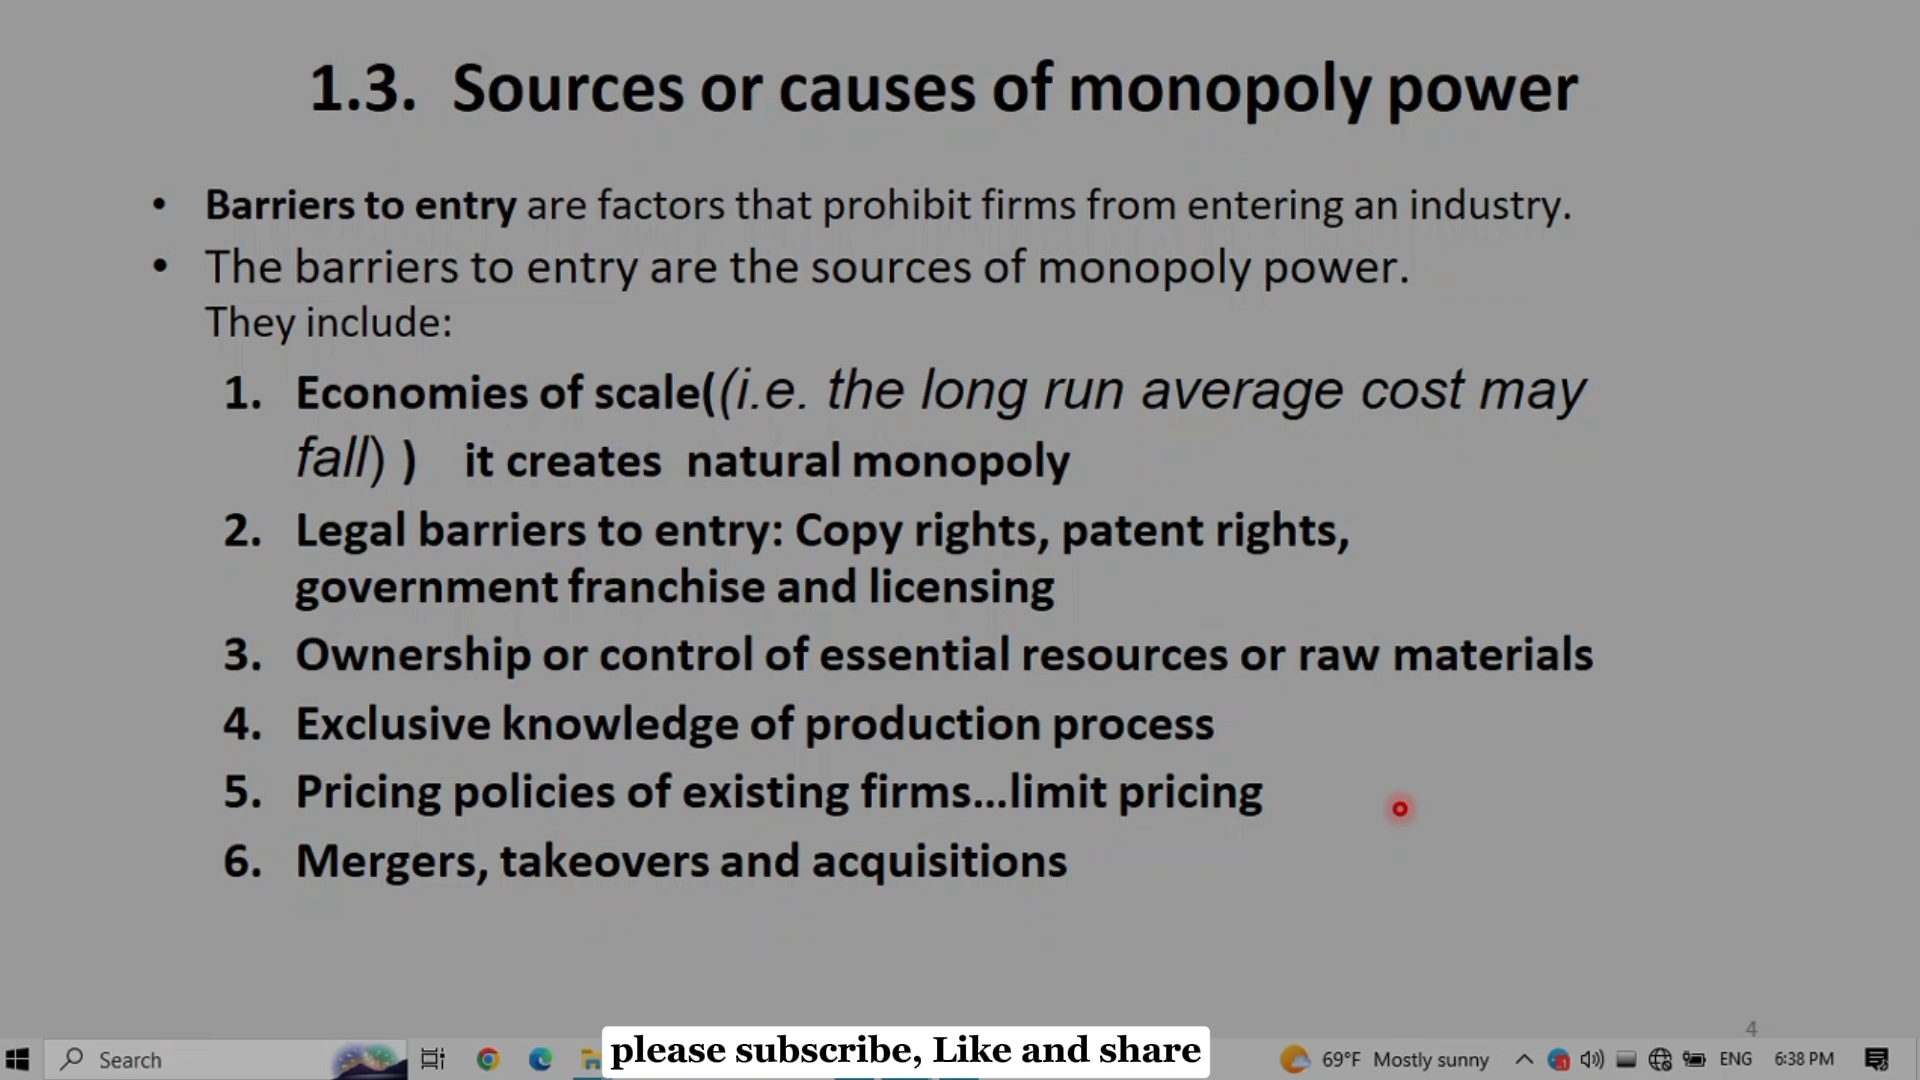 1.3. Sources or causes of monopoly power
• Barriers to entry are factors that prohibit firms from entering an industry.
• The barriers to entry are the sources of monopoly power.
They include:
1. Economies of scale((i.e. the long run average cost may
fall) ) it creates natural monopoly
2. Legal barriers to entry: Copy rights, patent rights,
government franchise and licensing
3. Ownership or control of essential resources or raw materials
4. Exclusive knowledge of production process
5. Pricing policies of existing firms...limit pricing
6. Mergers, takeovers and acquisitions
4
Search
please subscribe, Like and share
69°F Mostly sunny
ENG
6:38 PM